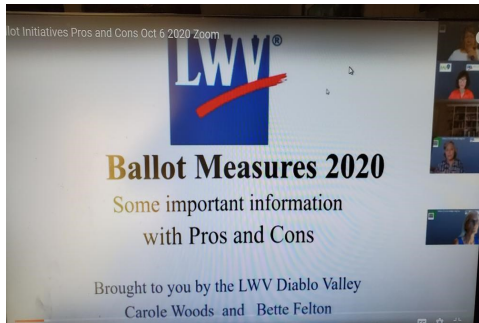 llot Initiatives Pros and Cons Oct 6 2020 Zoom
LWV®
Ballot Measures 2020
Some important information
with Pros and Cons
Brought to you by the LWV Diablo Valley
Carole Woods and Bette Felton